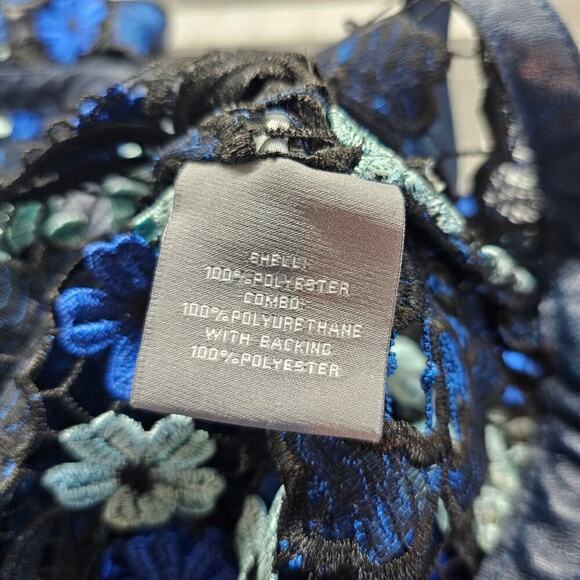 SHELL:
100%POLYESTER
COMBO:
100%POLYURETHANE
WITH BACKING
100%POLYESTER